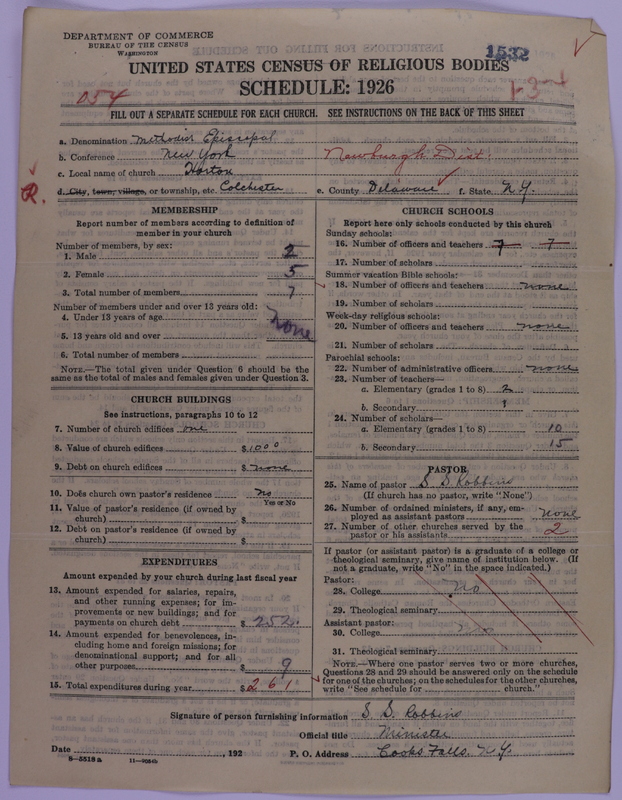 DEPARTMENT OF COMMERCE
BUREAU OF THE CENSUS
WASHINGTON
1532
UNITED STATES CENSUS OF RELIGIOUS BODIES
SCHEDULE: 1926
054
FILL OUT A SEPARATE SCHEDULE FOR EACH CHURCH. SEE INSTRUCTIONS ON THE BACK OF THIS SHEET
a. Denomination Methodist Episcopal
b. Conference New York Newburgh Dist.
c. Local name of church Horton
R. d. City, town, village, or township, etc. Colchester e. County Delaware f. State N.Y.
MEMBERSHIP
Report number of members according to definition of
member in your church
Number of members, by sex:
1. Male 2
2. Female 5
3. Total number of members 7
Number of members under and over 13 years old:
4. Under 13 years of age none
5. 13 years old and over
6. Total number of members
NOTE.—The total given under Question 6 should be the
same as the total of males and females given under Question 3.
CHURCH BUILDINGS
See instructions, paragraphs 10 to 12
7. Number of church edifices one
8. Value of church edifices $1000
9. Debt on church edifices $ none
10. Does church own pastor's residence No
Yes or No
11. Value of pastor's residence (if owned by
church) $
12. Debt on pastor's residence (if owned by
church) $
EXPENDITURES
Amount expended by your church during last fiscal year
13. Amount expended for salaries, repairs,
and other running expenses; for im-
provements or new buildings; and for
payments on church debt $ 252.
14. Amount expended for benevolences, in-
cluding home and foreign missions; for
denominational support; and for all
other purposes $ 9
15. Total expenditures during year $ 261
CHURCH SCHOOLS
Report here only schools conducted by this church
Sunday schools:
16. Number of officers and teachers 7 7
17. Number of scholars
Summer vacation Bible schools:
18. Number of officers and teachers none
19. Number of scholars
Week-day religious schools:
20. Number of officers and teachers none
21. Number of scholars
Parochial schools:
22. Number of administrative officers none
23. Number of teachers—
a. Elementary (grades 1 to 8) 2
b. Secondary 1
24. Number of scholars—
a. Elementary (grades 1 to 8) 10
b. Secondary 15
PASTOR
25. Name of pastor S. S. Robbins
(If church has no pastor, write "None")
26. Number of ordained ministers, if any, em-
ployed as assistant pastors none
27. Number of other churches served by the
pastor or his assistants 2
If pastor (or assistant pastor) is a graduate of a college or
theological seminary, give name of institution below. (If
not a graduate, write "No" in the space indicated.)
Pastor:
28. College No
29. Theological seminary
Assistant pastor:
30. College No
31. Theological seminary
NOTE.—Where one pastor serves two or more churches,
Questions 28 and 29 should be answered only on the schedule
for one of the churches; on the schedules for the other churches,
write "See schedule for church."
Signature of person furnishing information S. S. Robbins
Official title Minister
Date , 192 P. O. Address Cooks Falls. N.Y.
8—5518a